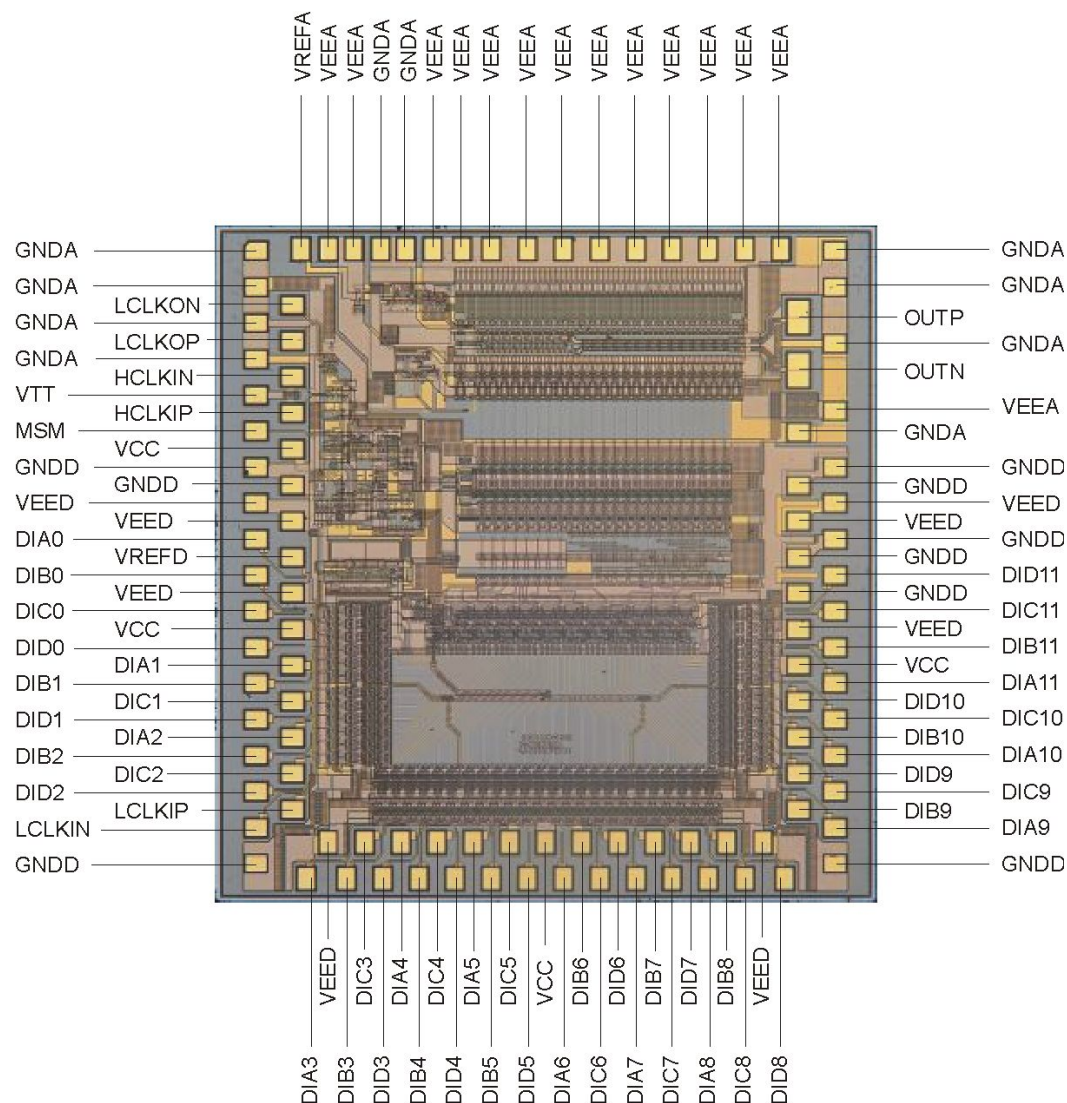 VREFA
VEEA
VEEA
GNDA
GNDA
VEEA
VEEA
VEEA
VEEA
VEEA
VEEA
VEEA
VEEA
VEEA
VEEA
VEEA
GNDA
GNDA
LCLKON
GNDA
LCLKOP
GNDA
HCLKIN
VTT
HCLKIP
MSM
VCC
GNDD
GNDD
VEED
VEED
DIA0
VREFD
DIB0
VEED
DIC0
VCC
DID0
DIA1
DIB1
DIC1
DID1
DIA2
DIB2
DIC2
DID2
LCLKIP
LCLKIN
GNDD
GNDA
GNDA
OUTP
GNDA
OUTN
VEEA
GNDA
GNDD
GNDD
VEED
VEED
GNDD
GNDD
DID11
GNDD
DIC11
VEED
DIB11
VCC
DIA11
DID10
DIC10
DIB10
DIA10
DID9
DIC9
DIB9
DIA9
GNDD
VEED
DIC3
DIA4
DIC4
DIA5
DIC5
VCC
DIB6
DID6
DIB7
DID7
DIB8
VEED
DIA3
DIB3
DID3
DIB4
DID4
DIB5
DID5
DIA6
DIC6
DIA7
DIC7
DIA8
DIC8
DID8